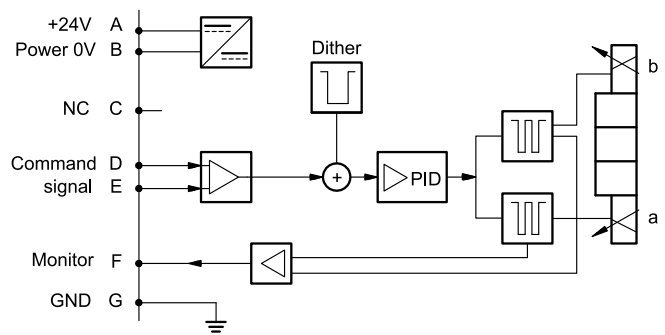 +24V A
Power 0V B
Dither
b
NC C
Command D
signal E
+
PID
a
Monitor F
GND G